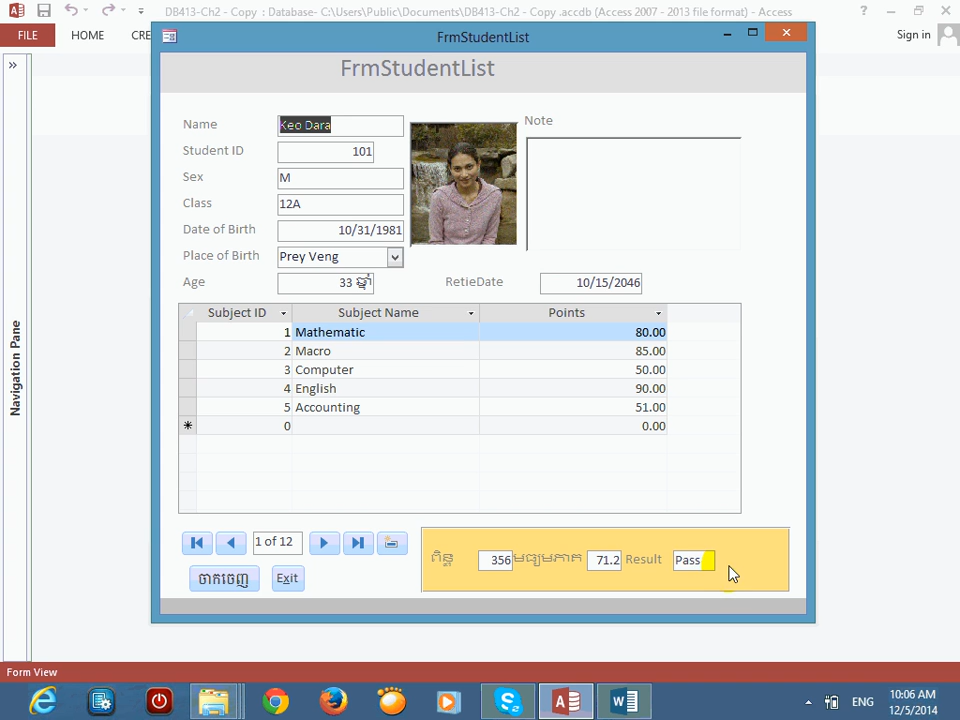 DB413-Ch2 - Copy : Database- C:\Users\Public\Documents\DB413-Ch2 - Copy .accdb (Access 2007 - 2013 file format) - Access
FILE HOME CRE Sign in
FrmStudentList
FrmStudentList
Name Keo Dara Note
Student ID 101
Sex M
Class 12A
Date of Birth 10/31/1981
Place of Birth Prey Veng
Age 33 ឆ្នាំ RetieDate 10/15/2046
Subject ID Subject Name Points
1 Mathematic 80.00
2 Macro 85.00
3 Computer 50.00
4 English 90.00
5 Accounting 51.00
0 0.00
1 of 12
ពិន្ទុ 356 មធ្យមភាគ 71.2 Result Pass
ចាកចេញ Exit
Navigation Pane
Form View
ENG
10:06 AM
12/5/2014